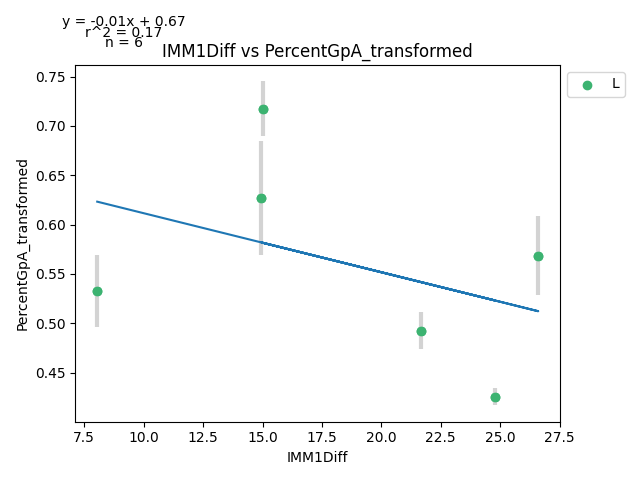 y = -0.01x + 0.67
r^2 = 0.17
n = 6
IMM1Diff vs PercentGpA_transformed
L
PercentGpA_transformed
0.75
0.70
0.65
0.60
0.55
0.50
0.45
7.5 10.0 12.5 15.0 17.5 20.0 22.5 25.0 27.5
IMM1Diff